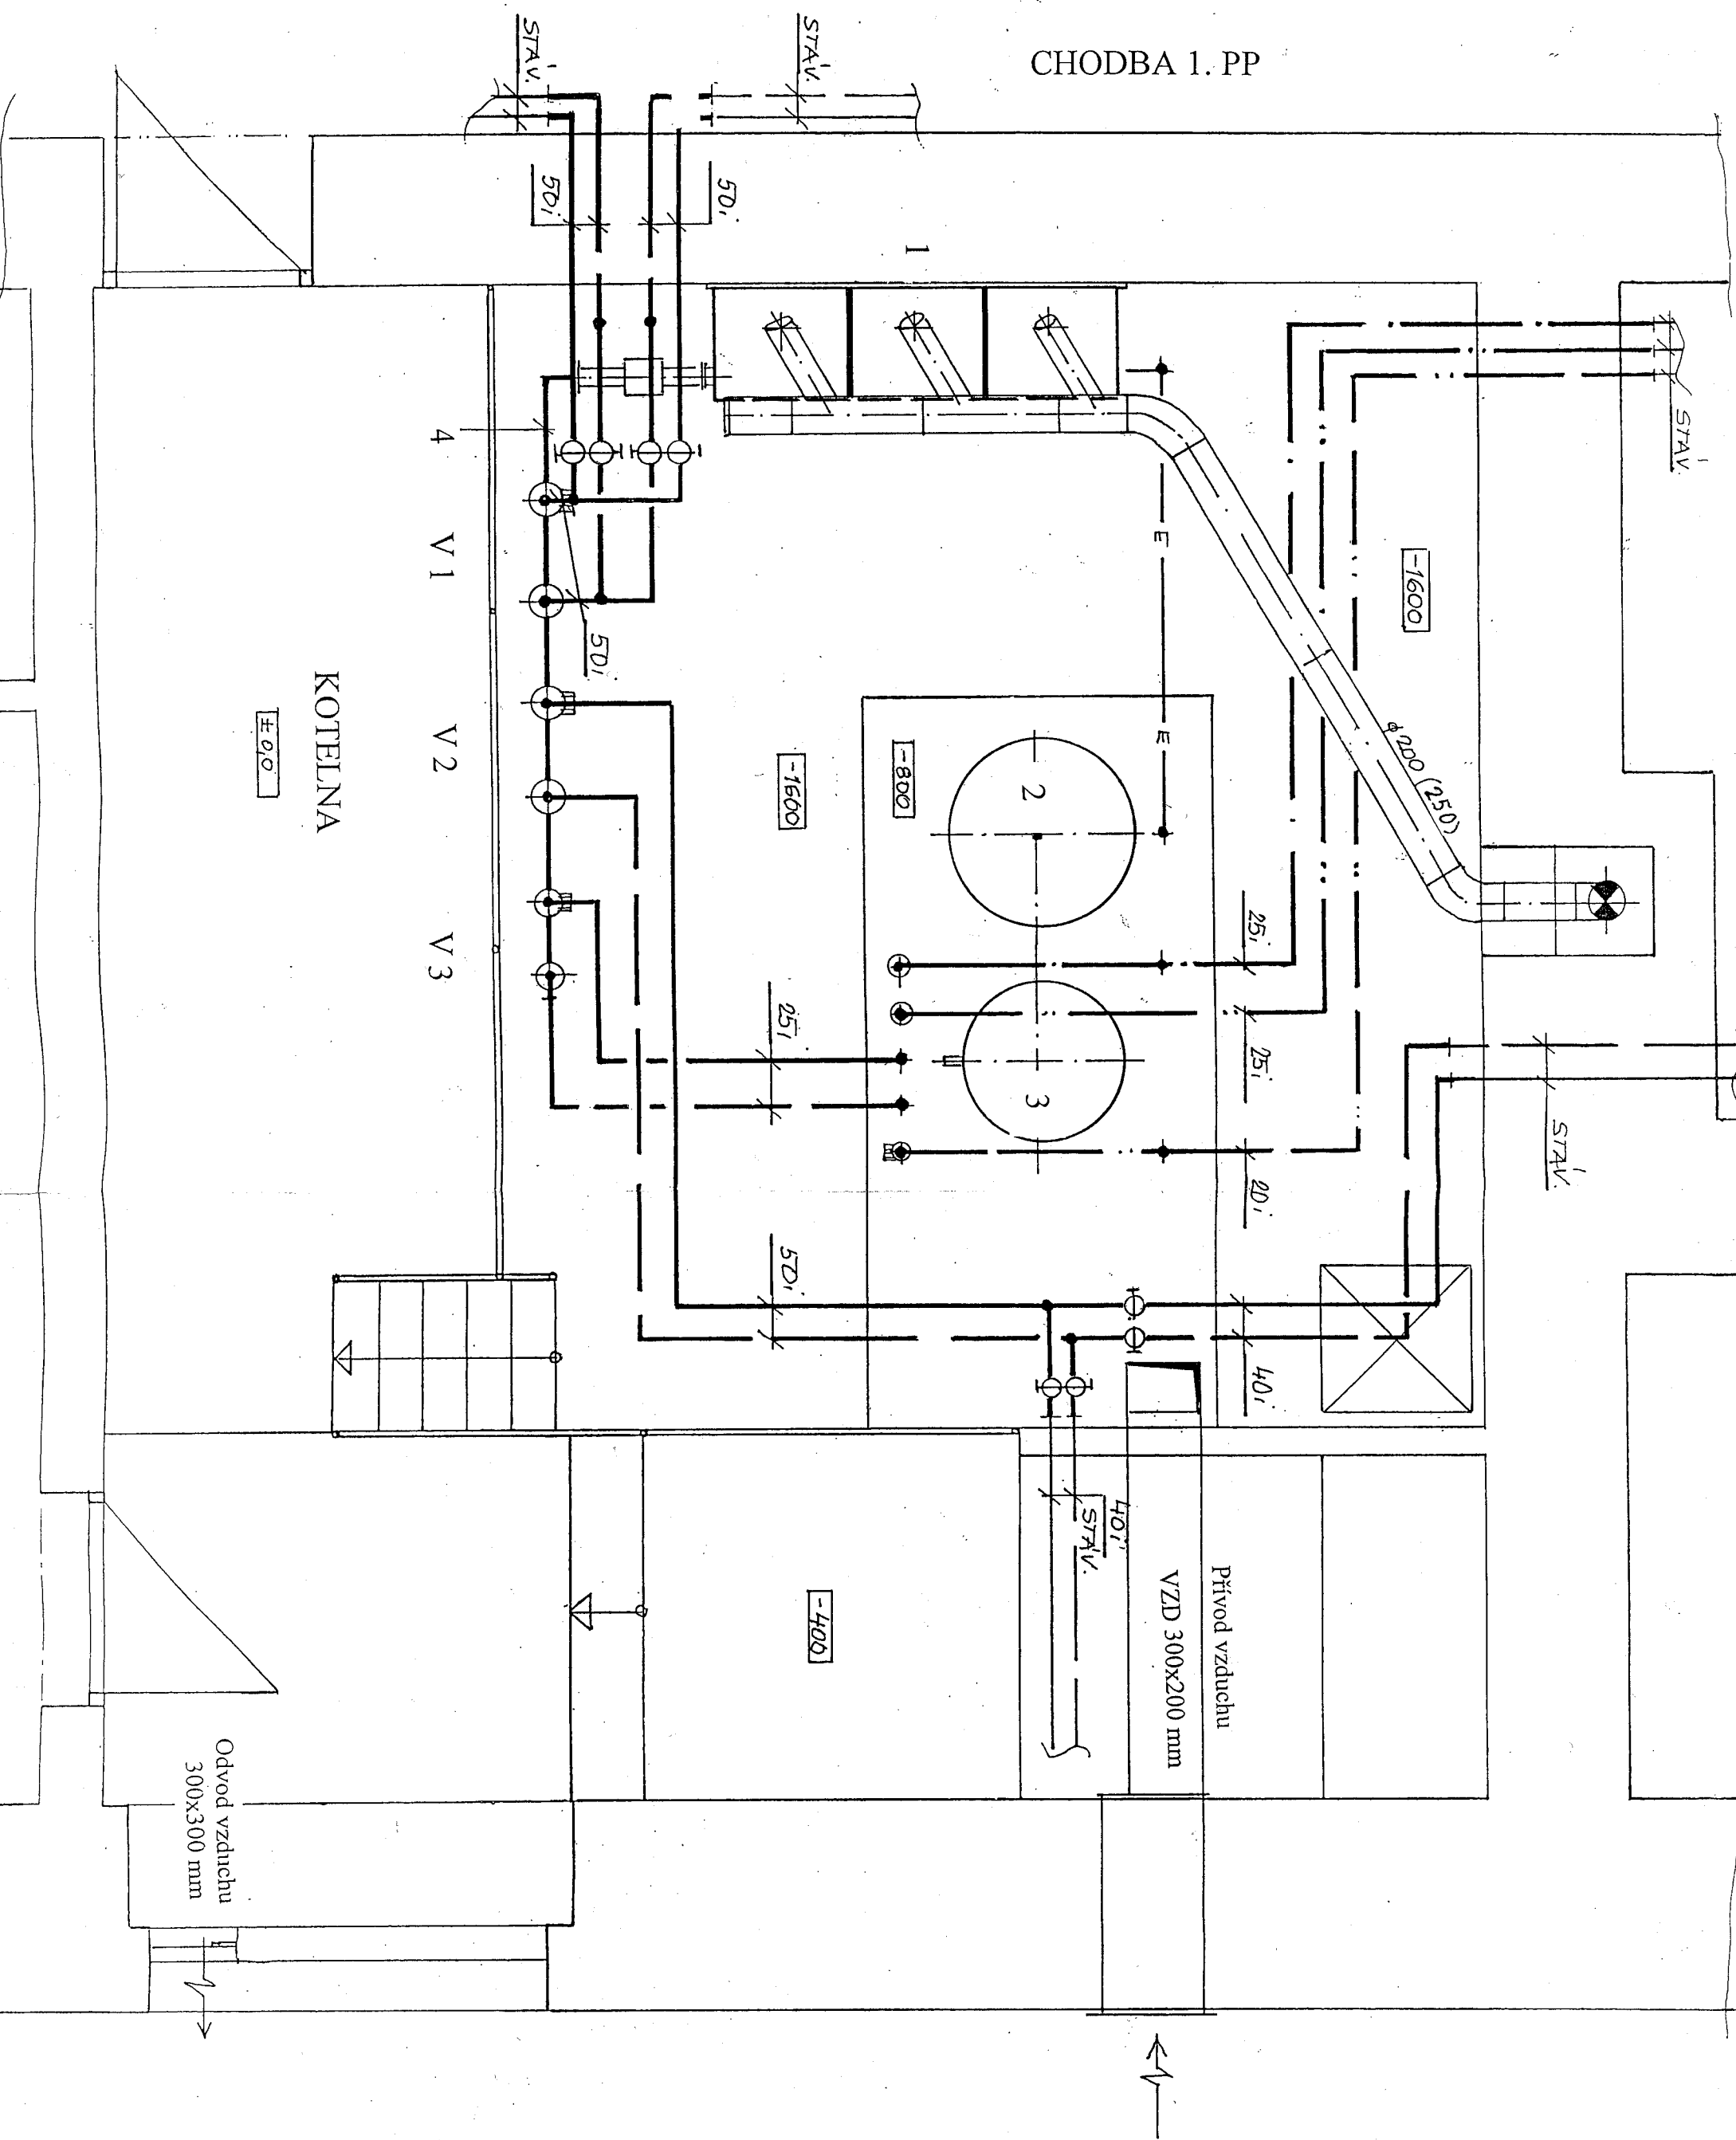 CHODBA 1. PP
STÁV.
STÁV.
50i
50i
1
STÁV.
-1600
E
E
ϕ 200 (250)
4
V 1
V 2
V 3
50i
KOTELNA
± 0,0
-1600
-800
2
3
25i
25i
25i
20i
50i
40i
STÁV.
40i
STÁV.
-400
Přívod vzduchu
VZD 300x200 mm
Odvod vzduchu
300x300 mm